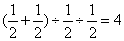 (1/2 + 1/2) ÷ 1/2 ÷ 1/2 = 4